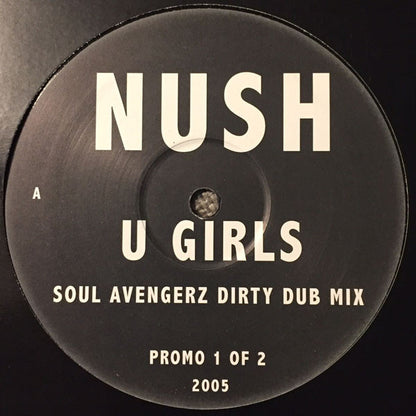 NUSH
A
U GIRLS
SOUL AVENGERZ DIRTY DUB MIX
PROMO 1 OF 2
2005